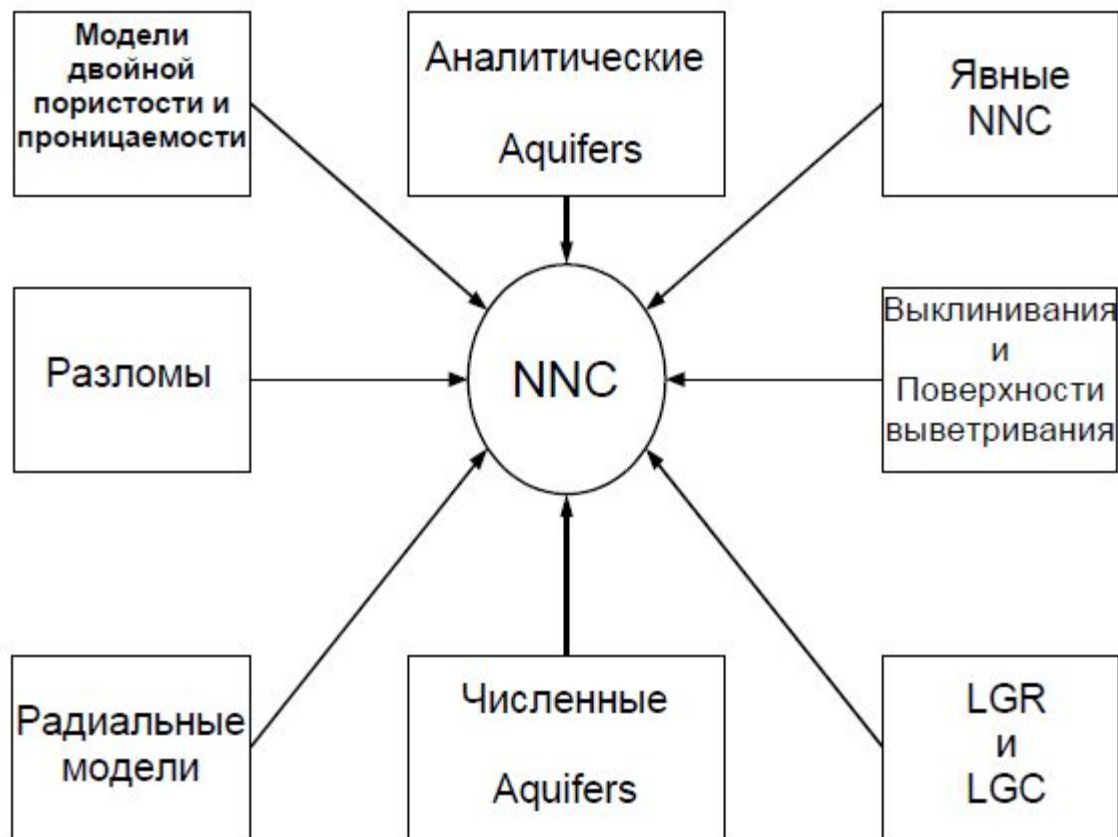 Модели
двойной
пористости и
проницаемости
Аналитические
Aquifers
Явные
NNC
Разломы
NNC
Выклинивания
и
Поверхности
выветривания
Радиальные
модели
Численные
Aquifers
LGR
и
LGC